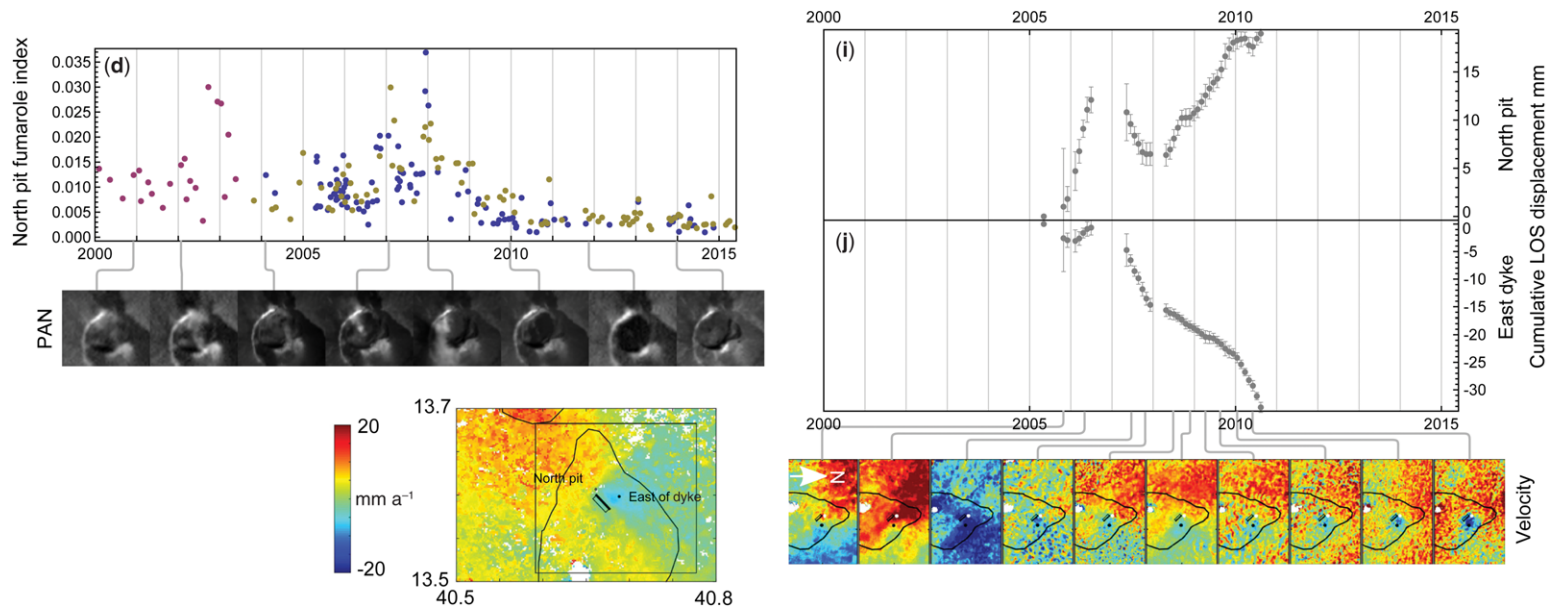 (d)
North pit fumarole index
0.035
0.030
0.025
0.020
0.015
0.010
0.005
0.000
2000
2005
2010
2015
PAN
20
mm a⁻¹
-20
13.7
13.5
40.5
40.8
North pit
East of dyke
2000
2005
2010
2015
(i)
15
10
5
0
North pit
(j)
0
-5
-10
-15
-20
-25
-30
East dyke
Cumulative LOS displacement mm
2000
2005
2010
2015
N
Velocity